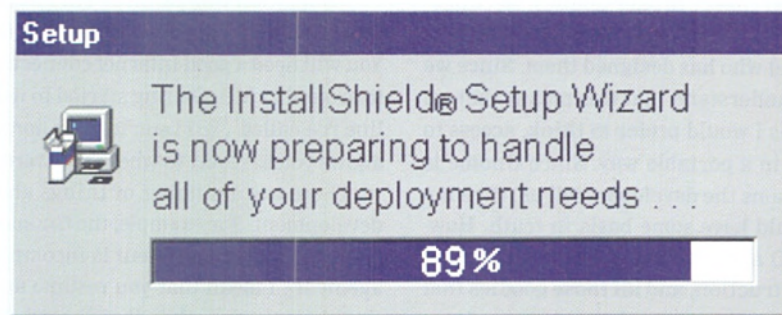 Setup
The InstallShield® Setup Wizard
is now preparing to handle
all of your deployment needs
89%